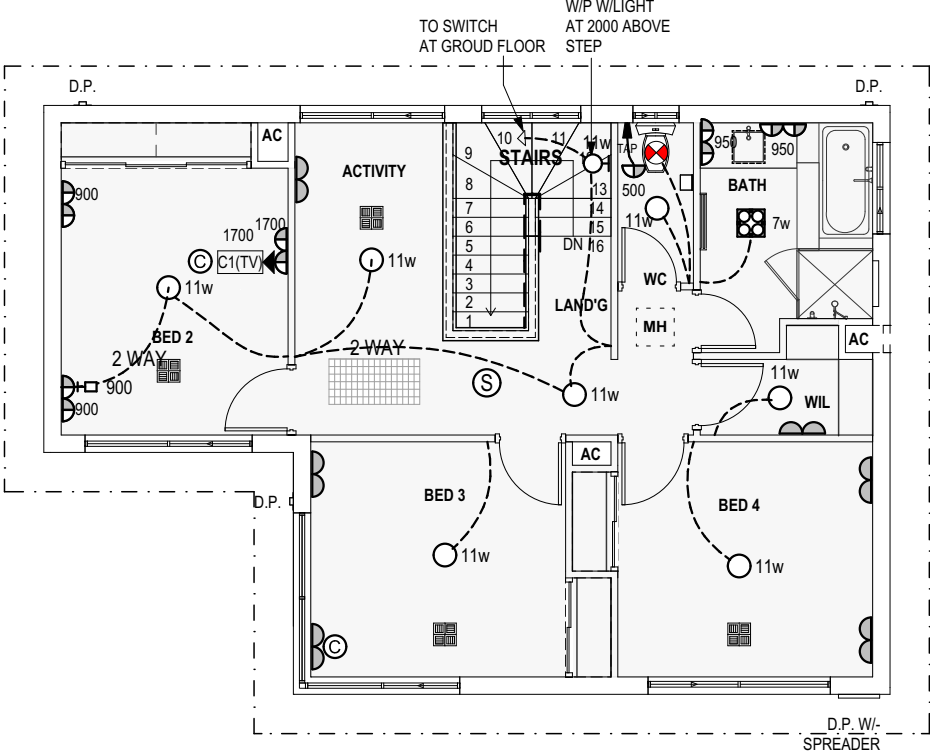 W/P W/LIGHT
AT 2000 ABOVE
STEP
TO SWITCH
AT GROUD FLOOR
D.P.
D.P.
AC
ACTIVITY
10
11
11w
STAIRS
9
8
7
6
5
4
3
2
1
13
14
15
16
DN
TAP
500
11w
WC
950
950
BATH
7w
900
1700
1700
C
C1(TV)
11w
11w
BED 2
2 WAY
900
900
2 WAY
LAND'G
MH
S
11w
AC
11w
WIL
AC
D.P.
BED 3
11w
C
BED 4
11w
D.P. W/-
SPREADER